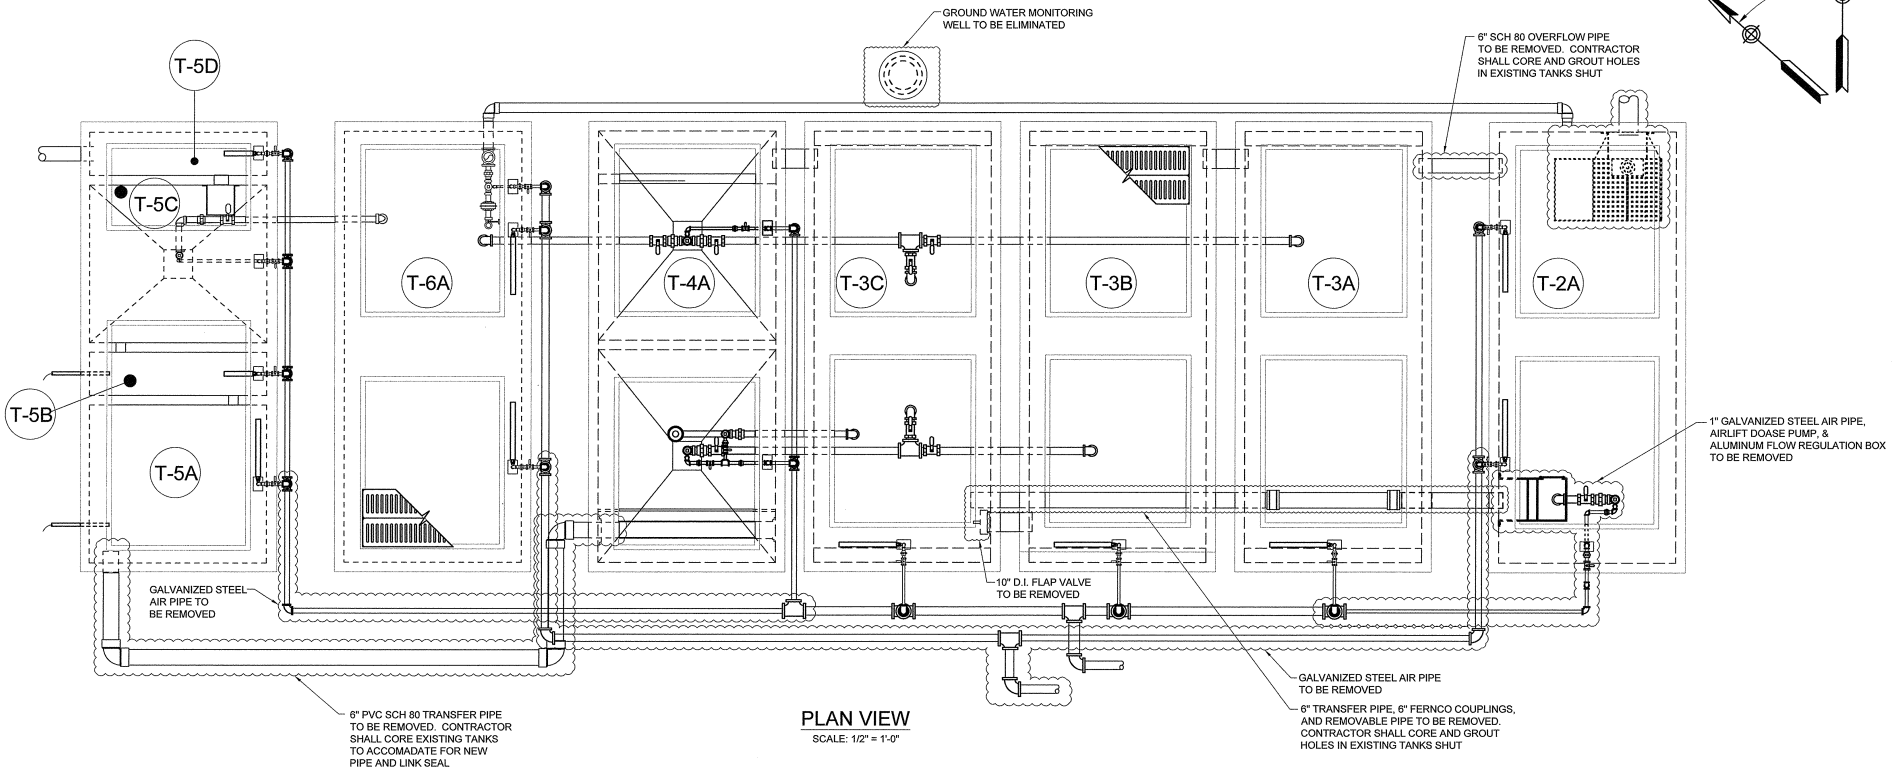 GROUND WATER MONITORING
WELL TO BE ELIMINATED
6" SCH 80 OVERFLOW PIPE
TO BE REMOVED. CONTRACTOR
SHALL CORE AND GROUT HOLES
IN EXISTING TANKS SHUT
T-5D
T-5C
T-6A
T-4A
T-3C
T-3B
T-3A
T-2A
T-5B
T-5A
1" GALVANIZED STEEL AIR PIPE,
AIRLIFT DOASE PUMP, &
ALUMINUM FLOW REGULATION BOX
TO BE REMOVED
GALVANIZED STEEL
AIR PIPE TO
BE REMOVED
10" D.I. FLAP VALVE
TO BE REMOVED
GALVANIZED STEEL AIR PIPE
TO BE REMOVED
6" PVC SCH 80 TRANSFER PIPE
TO BE REMOVED. CONTRACTOR
SHALL CORE EXISTING TANKS
TO ACCOMADATE FOR NEW
PIPE AND LINK SEAL
PLAN VIEW
SCALE: 1/2" = 1'-0"
6" TRANSFER PIPE, 6" FERNCO COUPLINGS,
AND REMOVABLE PIPE TO BE REMOVED.
CONTRACTOR SHALL CORE AND GROUT
HOLES IN EXISTING TANKS SHUT